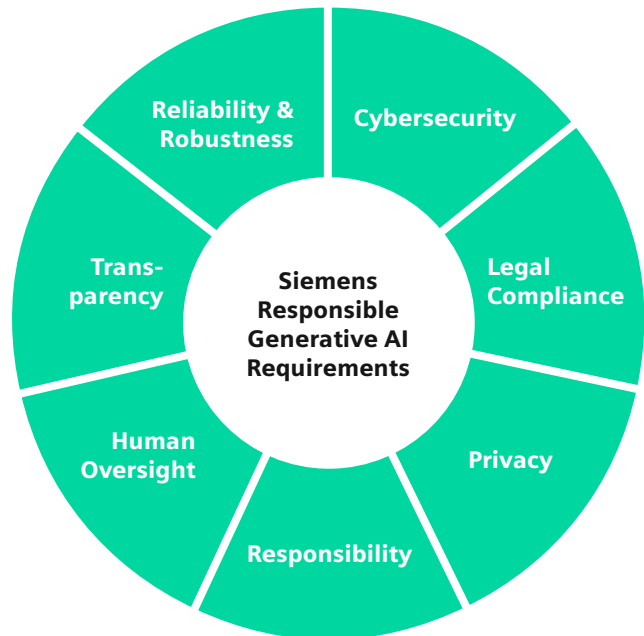 Reliability &
Robustness
Cybersecurity
Trans-
parency
Siemens
Responsible
Generative AI
Requirements
Legal
Compliance
Human
Oversight
Privacy
Responsibility